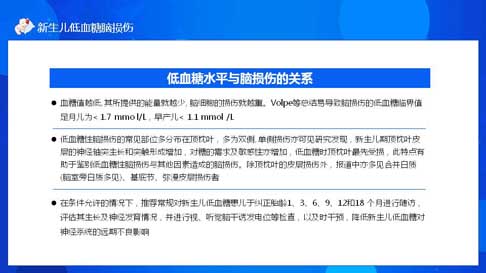 新生儿低血糖脑损伤
低血糖水平与脑损伤的关系
● 血糖值越低,其所提供的能量就越少,脑细胞的损伤就越重。Volpe等总结易导致脑损伤的低血糖临界值
是足月儿为< 1.7 mmol/L，早产儿< 1.1 mmol /L
● 低血糖性脑损伤的常见部位多分布在顶枕叶，多为双侧,单侧损伤亦可见研究发现，新生儿期顶枕叶皮
层的神经轴突生长和突触形成增加，对糖的需求及敏感性亦增加，低血糖时顶枕叶最先受损，此特点有
助于鉴别低血糖性脑损伤与其他因素造成的脑损伤。除顶枕叶的皮层损伤外，报道中亦多见合并白质
(脑室旁白质多见)、基底节、弥漫皮层损伤者
● 在条件允许的情况下，推荐常规对新生儿低血糖患儿于纠正胎龄1、3、6、9、12和18 个月进行随访，
评估其生长及神经发育情况，并进行视、听觉脑干诱发电位等检查，以及时干预，降低新生儿低血糖对
神经系统的远期不良影响